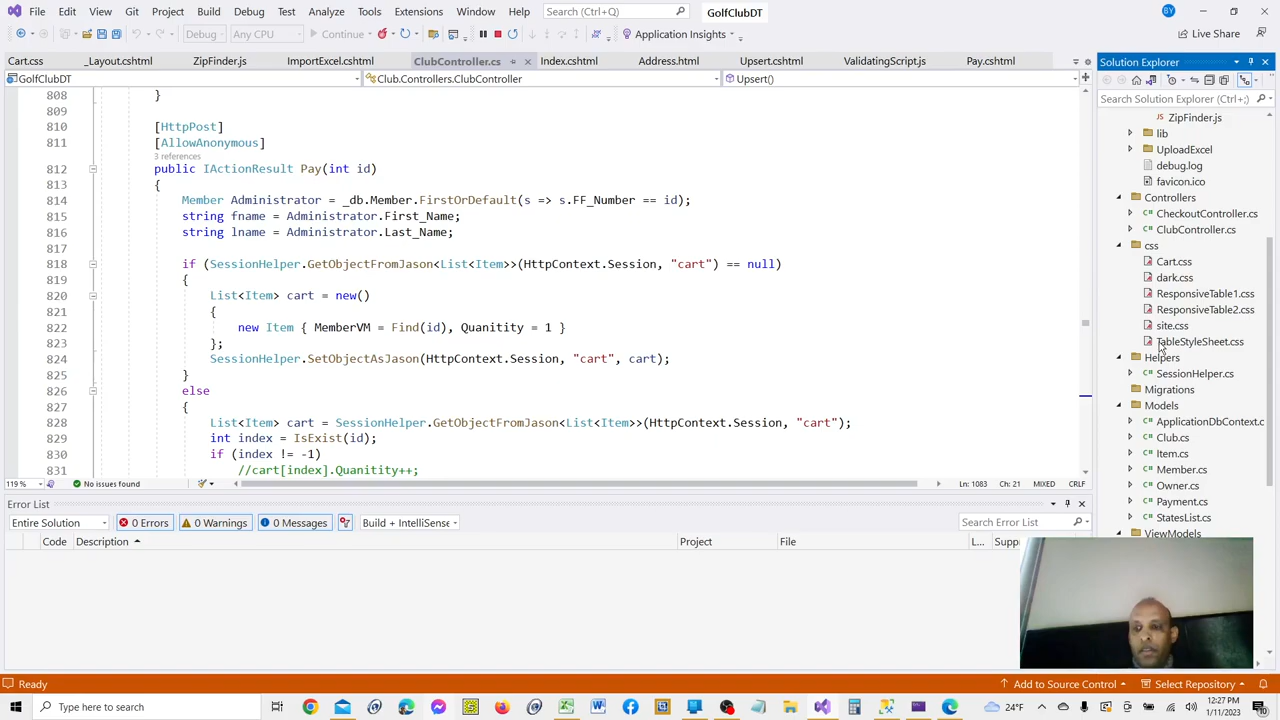 File Edit View Git Project Build Debug Test Analyze Tools Extensions Window Help Search (Ctrl+Q) GolfClubDT BY
Debug Any CPU Continue Application Insights Live Share
Cart.css _Layout.cshtml ZipFinder.js ImportExcel.cshtml ClubController.cs Index.cshtml Address.html Upsert.cshtml ValidatingScript.js Pay.cshtml
GolfClubDT Club.Controllers.ClubController Upsert()
808 }
809
810 [HttpPost]
811 [AllowAnonymous]
3 references
812 public IActionResult Pay(int id)
813 {
814 Member Administrator = _db.Member.FirstOrDefault(s => s.FF_Number == id);
815 string fname = Administrator.First_Name;
816 string lname = Administrator.Last_Name;
817
818 if (SessionHelper.GetObjectFromJason<List<Item>>(HttpContext.Session, "cart") == null)
819 {
820 List<Item> cart = new()
821 {
822 new Item { MemberVM = Find(id), Quanitity = 1 }
823 };
824 SessionHelper.SetObjectAsJason(HttpContext.Session, "cart", cart);
825 }
826 else
827 {
828 List<Item> cart = SessionHelper.GetObjectFromJason<List<Item>>(HttpContext.Session, "cart");
829 int index = IsExist(id);
830 if (index != -1)
831 //cart[index].Quanitity++;
119 % No issues found Ln: 1083 Ch: 21 MIXED CRLF
Solution Explorer
Search Solution Explorer (Ctrl+;)
ZipFinder.js
lib
UploadExcel
debug.log
favicon.ico
Controllers
CheckoutController.cs
ClubController.cs
css
Cart.css
dark.css
ResponsiveTable1.css
ResponsiveTable2.css
site.css
TableStyleSheet.css
Helpers
SessionHelper.cs
Migrations
Models
ApplicationDbContext.c
Club.cs
Item.cs
Member.cs
Owner.cs
Payment.cs
StatesList.cs
ViewModels
Error List
Entire Solution 0 Errors 0 Warnings 0 Messages Build + IntelliSense Search Error List
Code Description Project File L... Suppr
Ready Add to Source Control Select Repository
Type here to search 24°F 12:27 PM
1/11/2023